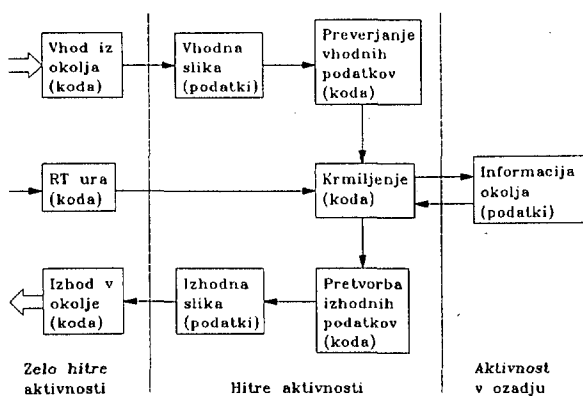 Vhod iz
okolja
(koda)
Vhodna
slika
(podatki)
Preverjanje
vhodnih
podatkov
(koda)
RT ura
(koda)
Krmiljenje
(koda)
Informacija
okolja
(podatki)
Izhod v
okolje
(koda)
Izhodna
slika
(podatki)
Pretvorba
izhodnih
podatkov
(koda)
Zelo hitre
aktivnosti
Hitre aktivnosti
Aktivnost
v ozadju